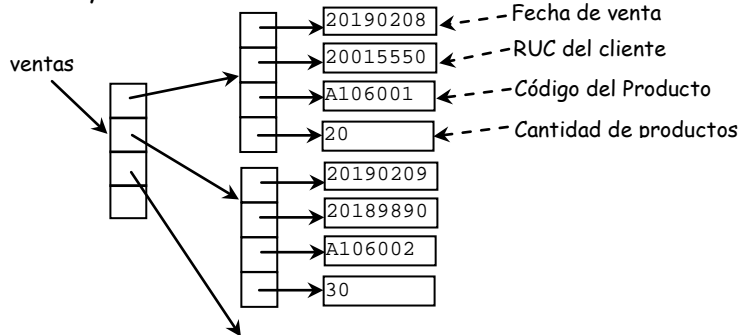 20190208
Fecha de venta
20015550
RUC del cliente
ventas
A106001
Código del Producto
20
Cantidad de productos
20190209
20189890
A106002
30